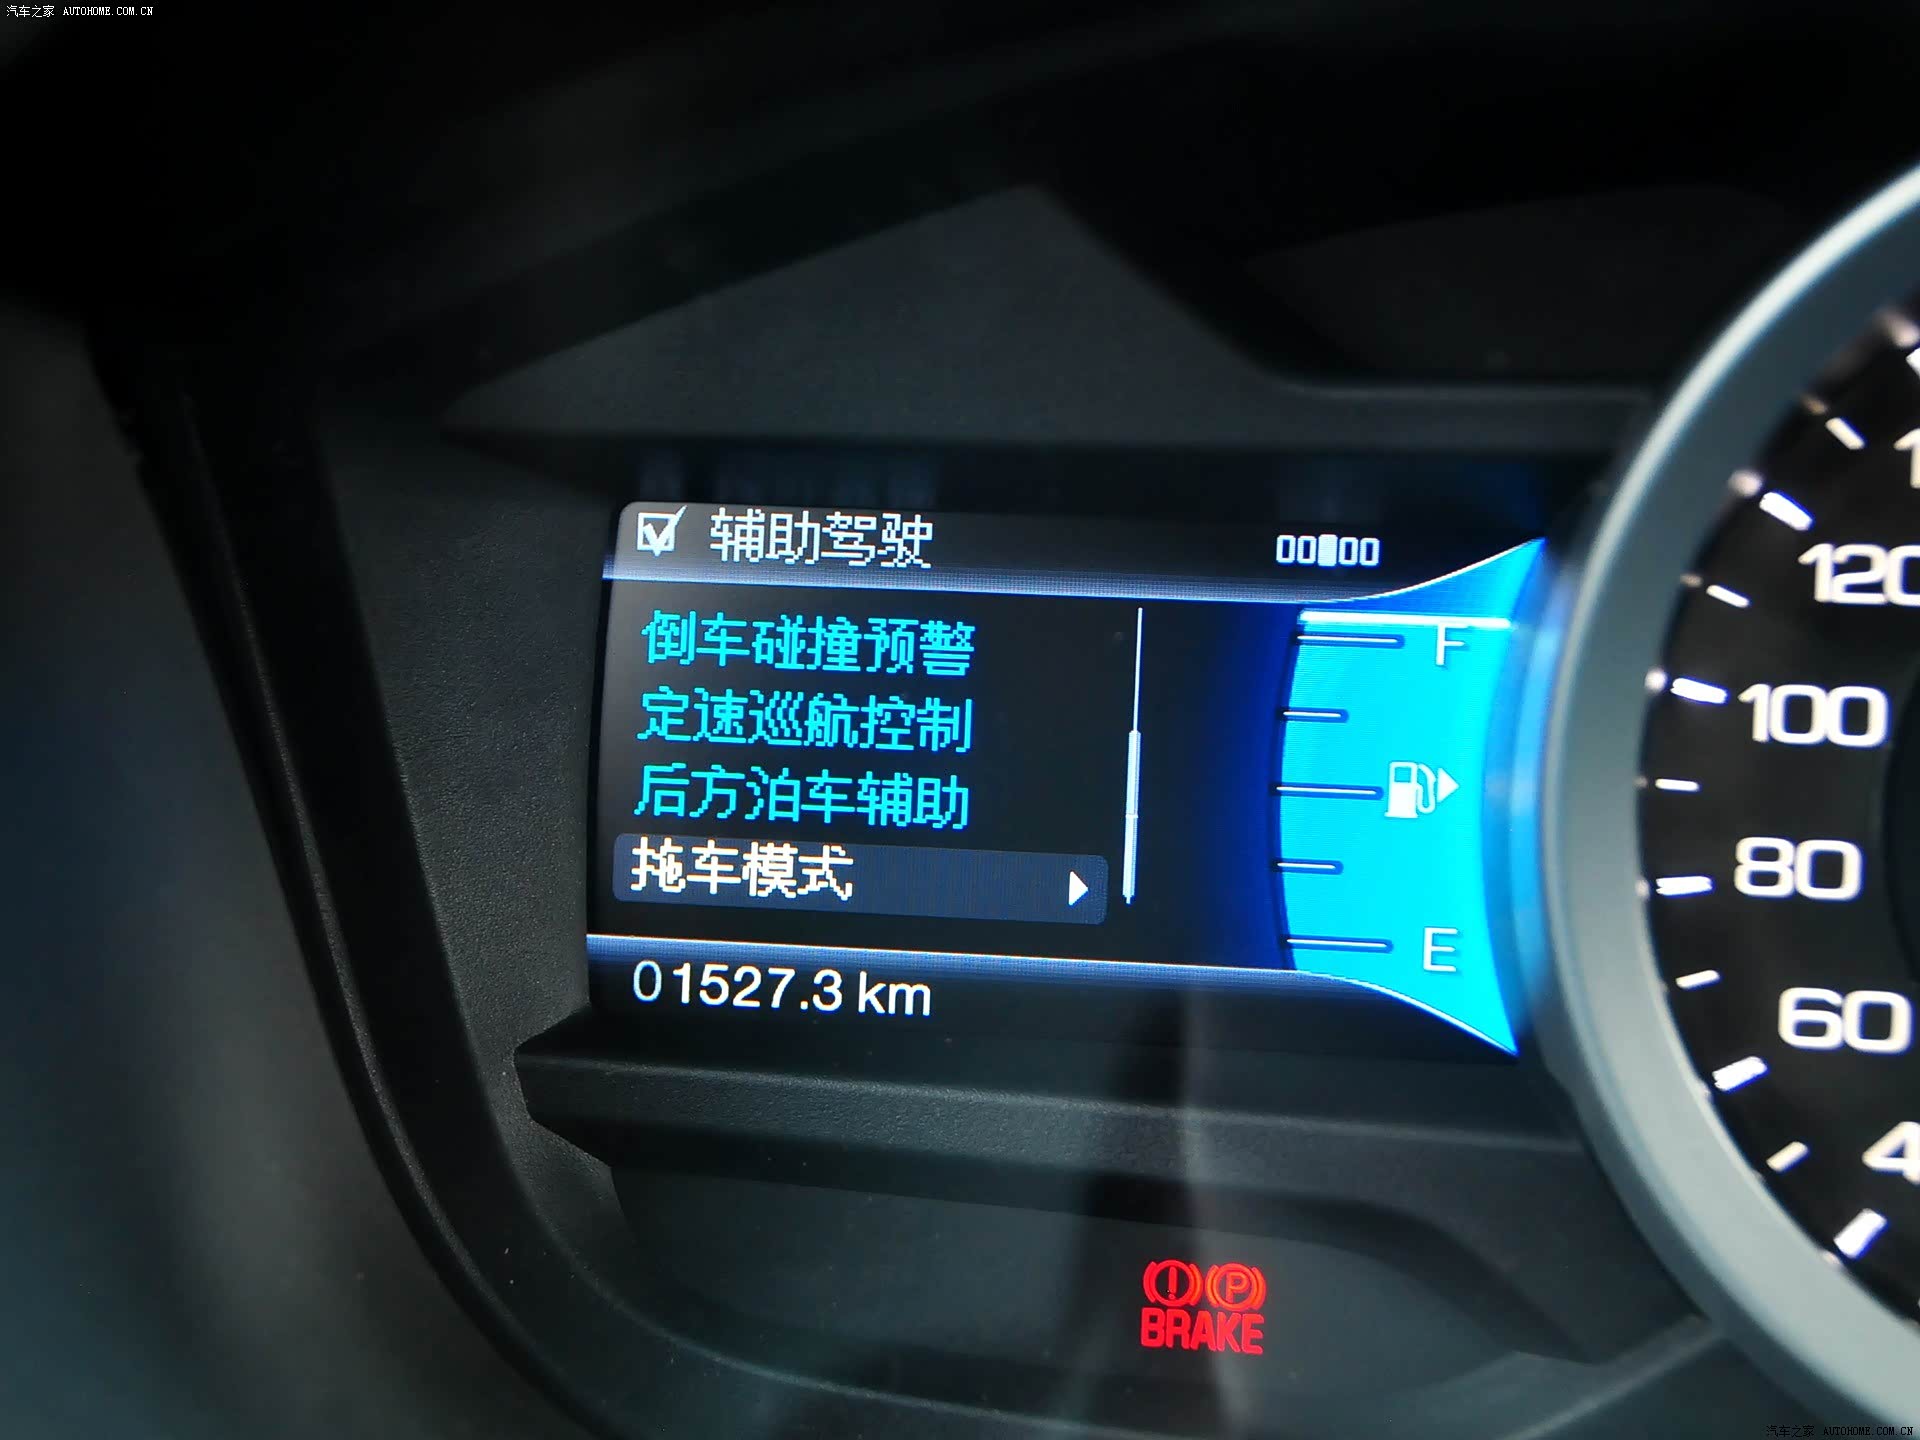 汽车之家 AUTOHOME.COM.CN
辅助驾驶
倒车碰撞预警
定速巡航控制
后方泊车辅助
拖车模式
01527.3 km
F
E
120
100
80
60
4
P
BRAKE
汽车之家 AUTOHOME.COM.CN